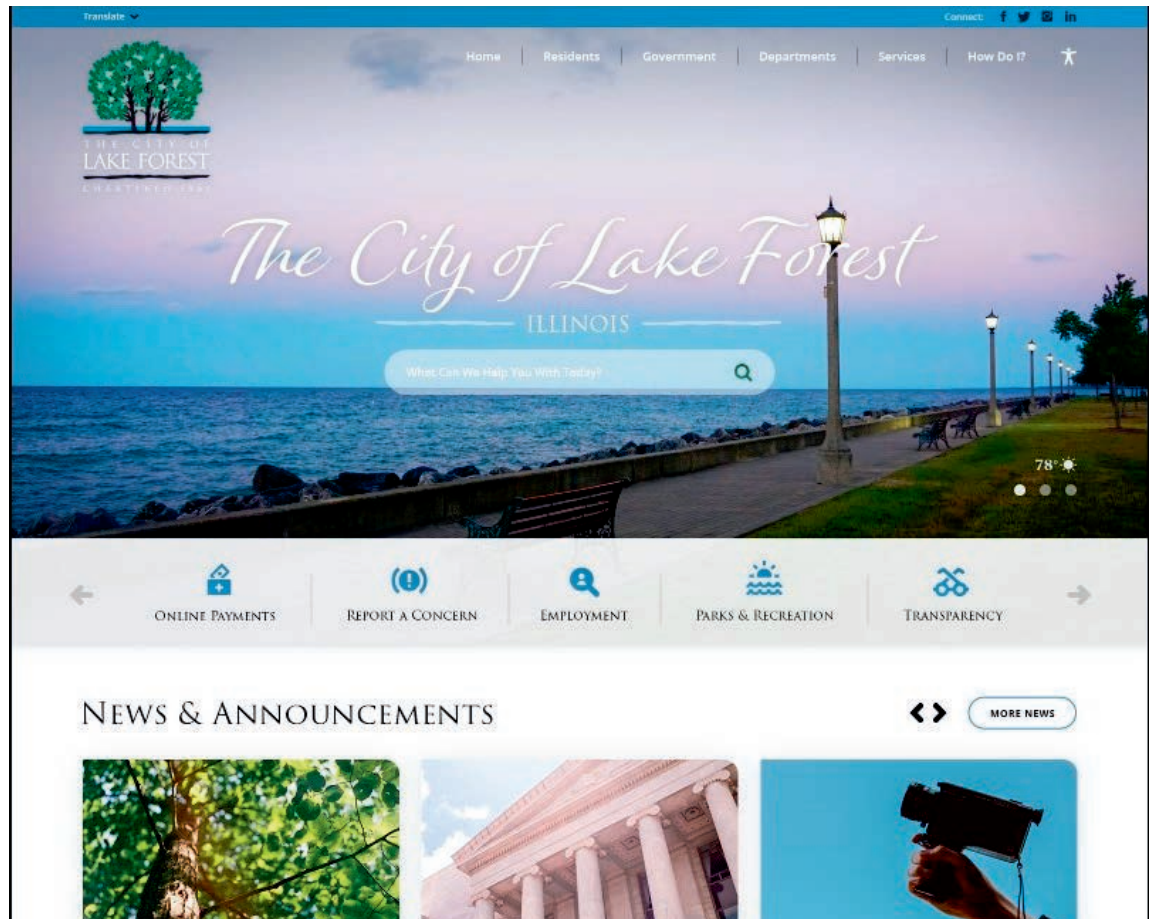 Translate
Connect:
Home
Residents
Government
Departments
Services
How Do I?
THE CITY OF
LAKE FOREST
CHARTERED 1861
The City of Lake Forest
ILLINOIS
What Can We Help You With Today?
78°
ONLINE PAYMENTS
REPORT A CONCERN
EMPLOYMENT
PARKS & RECREATION
TRANSPARENCY
NEWS & ANNOUNCEMENTS
MORE NEWS